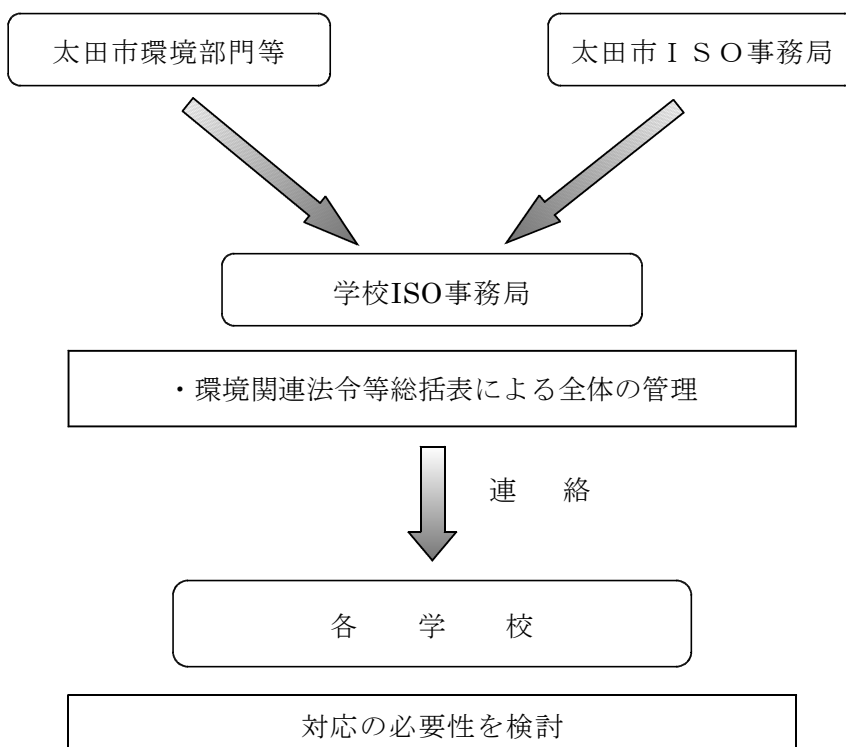 太田市環境部門等
太田市ＩＳＯ事務局
学校ISO事務局
・環境関連法令等総括表による全体の管理
連　絡
各　学　校
対応の必要性を検討